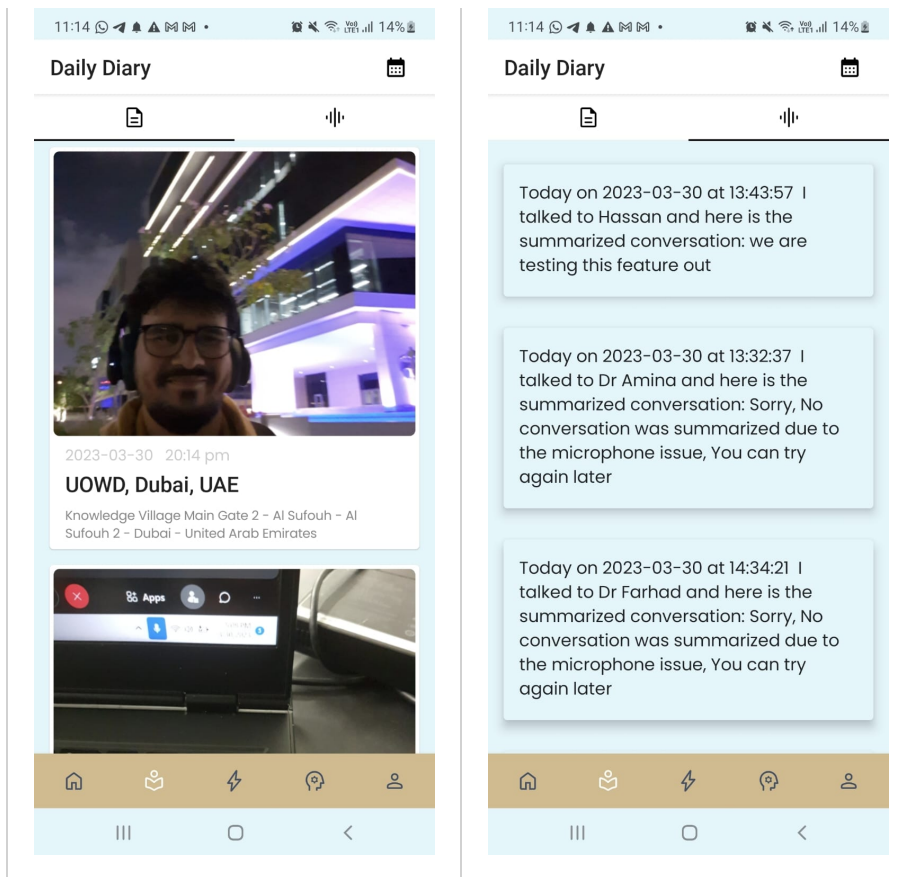 11:14
VoD
LTE1
14%
Daily Diary
2023-03-30 20:14 pm
UOWD, Dubai, UAE
Knowledge Village Main Gate 2 - Al Sufouh - Al
Sufouh 2 - Dubai - United Arab Emirates
Apps
11:14
LTE1
14%
Daily Diary
Today on 2023-03-30 at 13:43:57 I
talked to Hassan and here is the
summarized conversation: we are
testing this feature out
Today on 2023-03-30 at 13:32:37 I
talked to Dr Amina and here is the
summarized conversation: Sorry, No
conversation was summarized due to
the microphone issue, You can try
again later
Today on 2023-03-30 at 14:34:21 I
talked to Dr Farhad and here is the
summarized conversation: Sorry, No
conversation was summarized due to
the microphone issue, You can try
again later